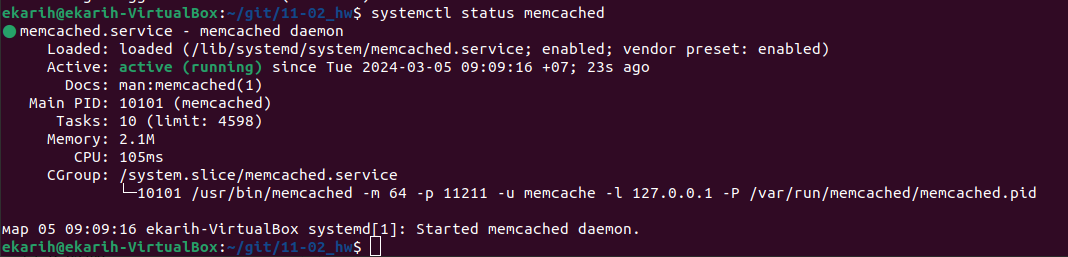 ekarih@ekarih-VirtualBox:~/git/11-02_hw$ systemctl status memcached
● memcached.service - memcached daemon
     Loaded: loaded (/lib/systemd/system/memcached.service; enabled; vendor preset: enabled)
     Active: active (running) since Tue 2024-03-05 09:09:16 +07; 23s ago
       Docs: man:memcached(1)
   Main PID: 10101 (memcached)
      Tasks: 10 (limit: 4598)
     Memory: 2.1M
        CPU: 105ms
     CGroup: /system.slice/memcached.service
             └─10101 /usr/bin/memcached -m 64 -p 11211 -u memcache -l 127.0.0.1 -P /var/run/memcached/memcached.pid
мар 05 09:09:16 ekarih-VirtualBox systemd[1]: Started memcached daemon.
ekarih@ekarih-VirtualBox:~/git/11-02_hw$